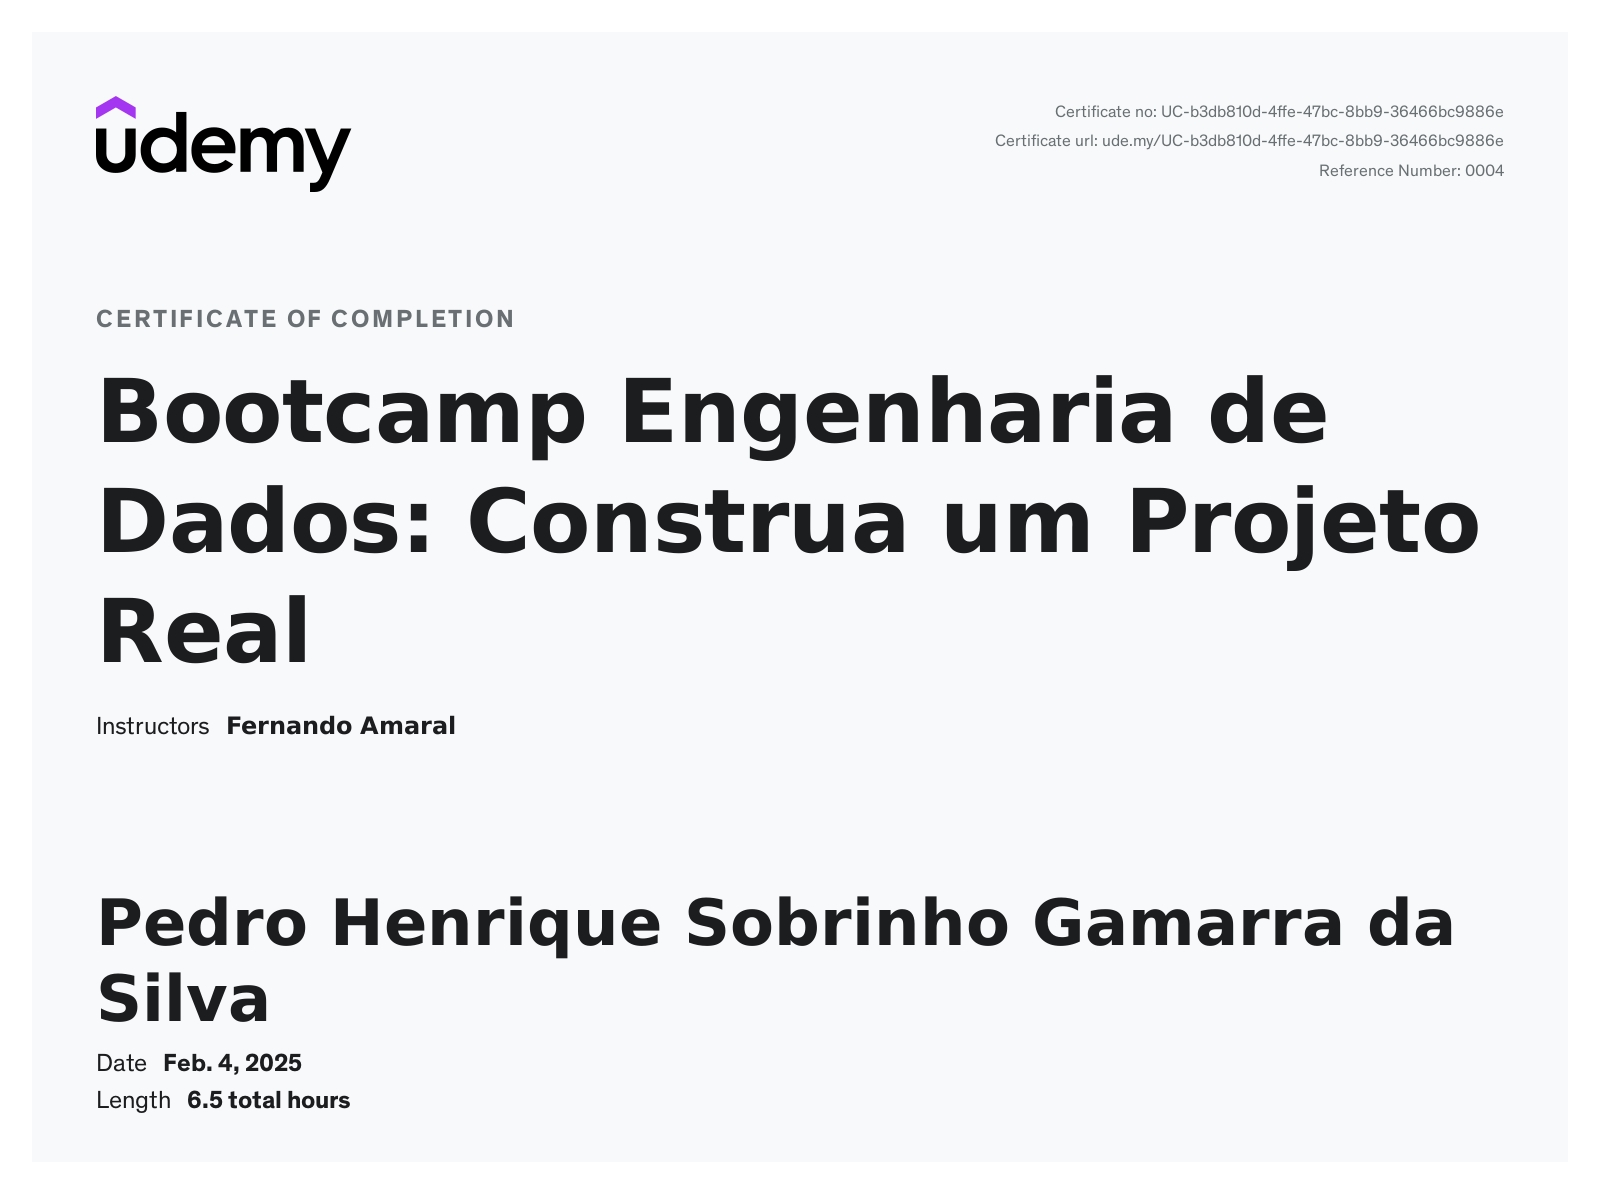 udemy
Certificate no: UC-b3db810d-4ffe-47bc-8bb9-36466bc9886e
Certificate url: ude.my/UC-b3db810d-4ffe-47bc-8bb9-36466bc9886e
Reference Number: 0004
CERTIFICATE OF COMPLETION
Bootcamp Engenharia de
Dados: Construa um Projeto
Real
Instructors Fernando Amaral
Pedro Henrique Sobrinho Gamarra da
Silva
Date Feb. 4, 2025
Length 6.5 total hours